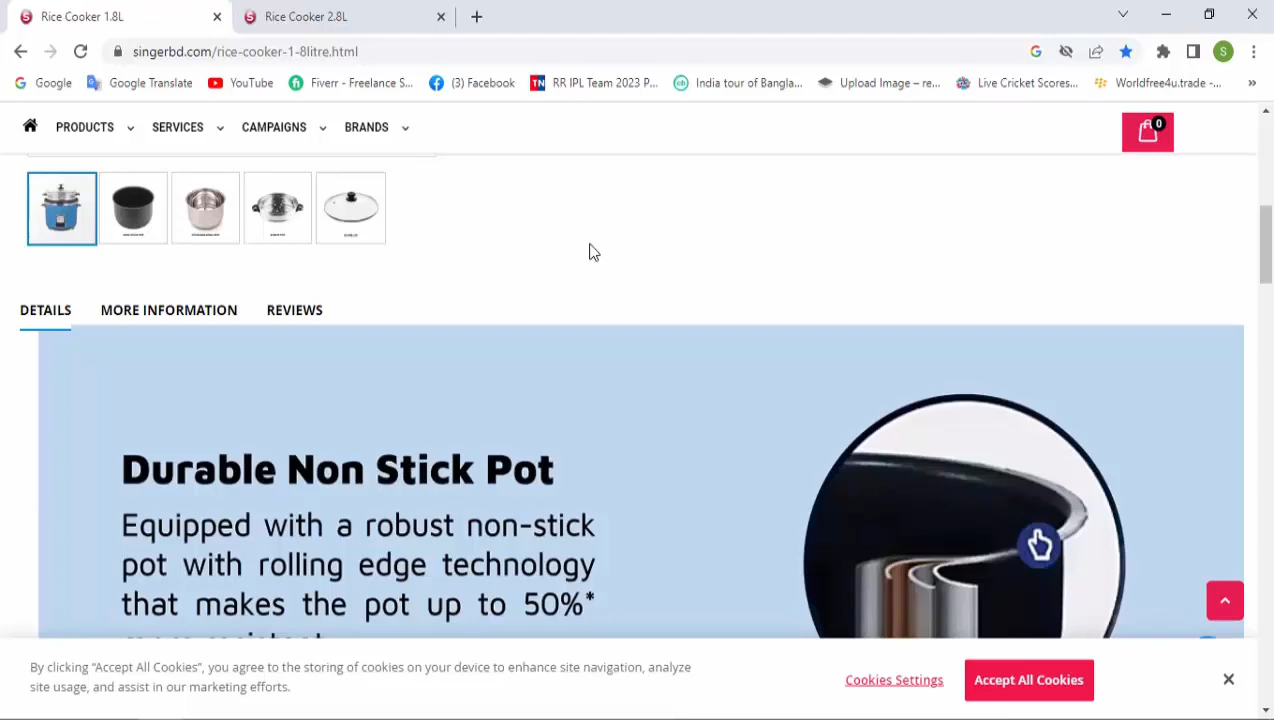 Rice Cooker 1.8L
Rice Cooker 2.8L
singerbd.com/rice-cooker-1-8litre.html
S
Google
Google Translate
YouTube
Fiverr - Freelance S...
(3) Facebook
TN
RR IPL Team 2023 P...
India tour of Bangla...
Upload Image – re...
Live Cricket Scores...
Worldfree4u.trade -...
PRODUCTS
SERVICES
CAMPAIGNS
BRANDS
0
DETAILS
MORE INFORMATION
REVIEWS
Durable Non Stick Pot
Equipped with a robust non-stick
pot with rolling edge technology
that makes the pot up to 50%*
By clicking “Accept All Cookies”, you agree to the storing of cookies on your device to enhance site navigation, analyze
site usage, and assist in our marketing efforts.
Cookies Settings
Accept All Cookies